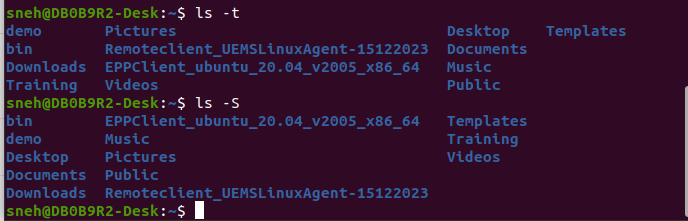 sneh@DB0B9R2-Desk:~$ ls -t
demo Pictures Desktop Templates
bin Remoteclient_UEMSLinuxAgent-15122023 Documents
Downloads EPPClient_ubuntu_20.04_v2005_x86_64 Music
Training Videos Public
sneh@DB0B9R2-Desk:~$ ls -S
bin EPPClient_ubuntu_20.04_v2005_x86_64 Templates
demo Music Training
Desktop Pictures Videos
Documents Public
Downloads Remoteclient_UEMSLinuxAgent-15122023
sneh@DB0B9R2-Desk:~$